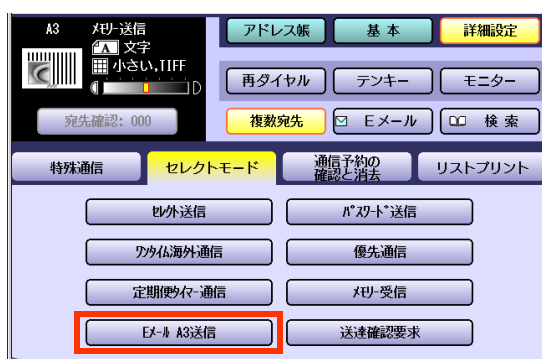 A3 ﾒﾓﾘｰ送信
A 文字
小さい,TIFF
C
D
宛先確認: 000
アドレス帳 基本 詳細設定
再ダイヤル テンキー モニター
複数宛先 Eメール 検索
特殊通信 セレクトモード 通信予約の確認と消去 リストプリント
ｾﾚｸﾄ送信 ﾊﾟｽﾜｰﾄﾞ送信
ﾜﾝﾀｲﾑ海外通信 優先通信
定期便ﾀｲﾏｰ通信 ﾒﾓﾘｰ受信
Eﾒｰﾙ A3送信 送達確認要求